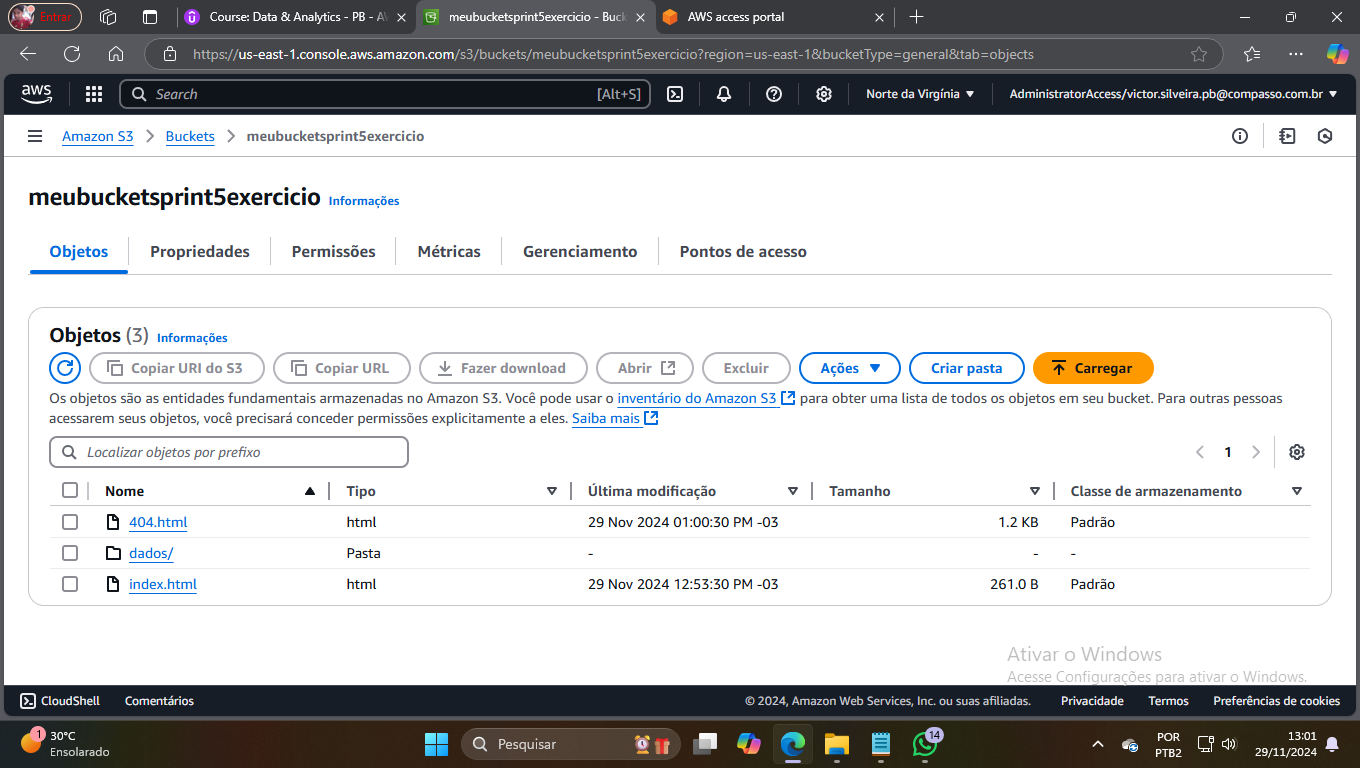 Entrar
Course: Data & Analytics - PB - AW
meubucketsprint5exercicio - Buck
AWS access portal
https://us-east-1.console.aws.amazon.com/s3/buckets/meubucketsprint5exercicio?region=us-east-1&bucketType=general&tab=objects
aws
Search
[Alt+S]
Norte da Virgínia
AdministratorAccess/victor.silveira.pb@compasso.com.br
Amazon S3
Buckets
meubucketsprint5exercicio
meubucketsprint5exercicio Informações
Objetos
Propriedades
Permissões
Métricas
Gerenciamento
Pontos de acesso
Objetos (3) Informações
Copiar URI do S3
Copiar URL
Fazer download
Abrir
Excluir
Ações
Criar pasta
Carregar
Os objetos são as entidades fundamentais armazenadas no Amazon S3. Você pode usar o inventário do Amazon S3 para obter uma lista de todos os objetos em seu bucket. Para outras pessoas
acessarem seus objetos, você precisará conceder permissões explicitamente a eles. Saiba mais
Localizar objetos por prefixo
1
Nome Tipo Última modificação Tamanho Classe de armazenamento
404.html html 29 Nov 2024 01:00:30 PM -03 1.2 KB Padrão
dados/ Pasta - - -
index.html html 29 Nov 2024 12:53:30 PM -03 261.0 B Padrão
Ativar o Windows
Acesse Configurações para ativar o Windows.
CloudShell
Comentários
© 2024, Amazon Web Services, Inc. ou suas afiliadas.
Privacidade
Termos
Preferências de cookies
1
30°C
Ensolarado
Pesquisar
14
POR
PTB2
13:01
29/11/2024